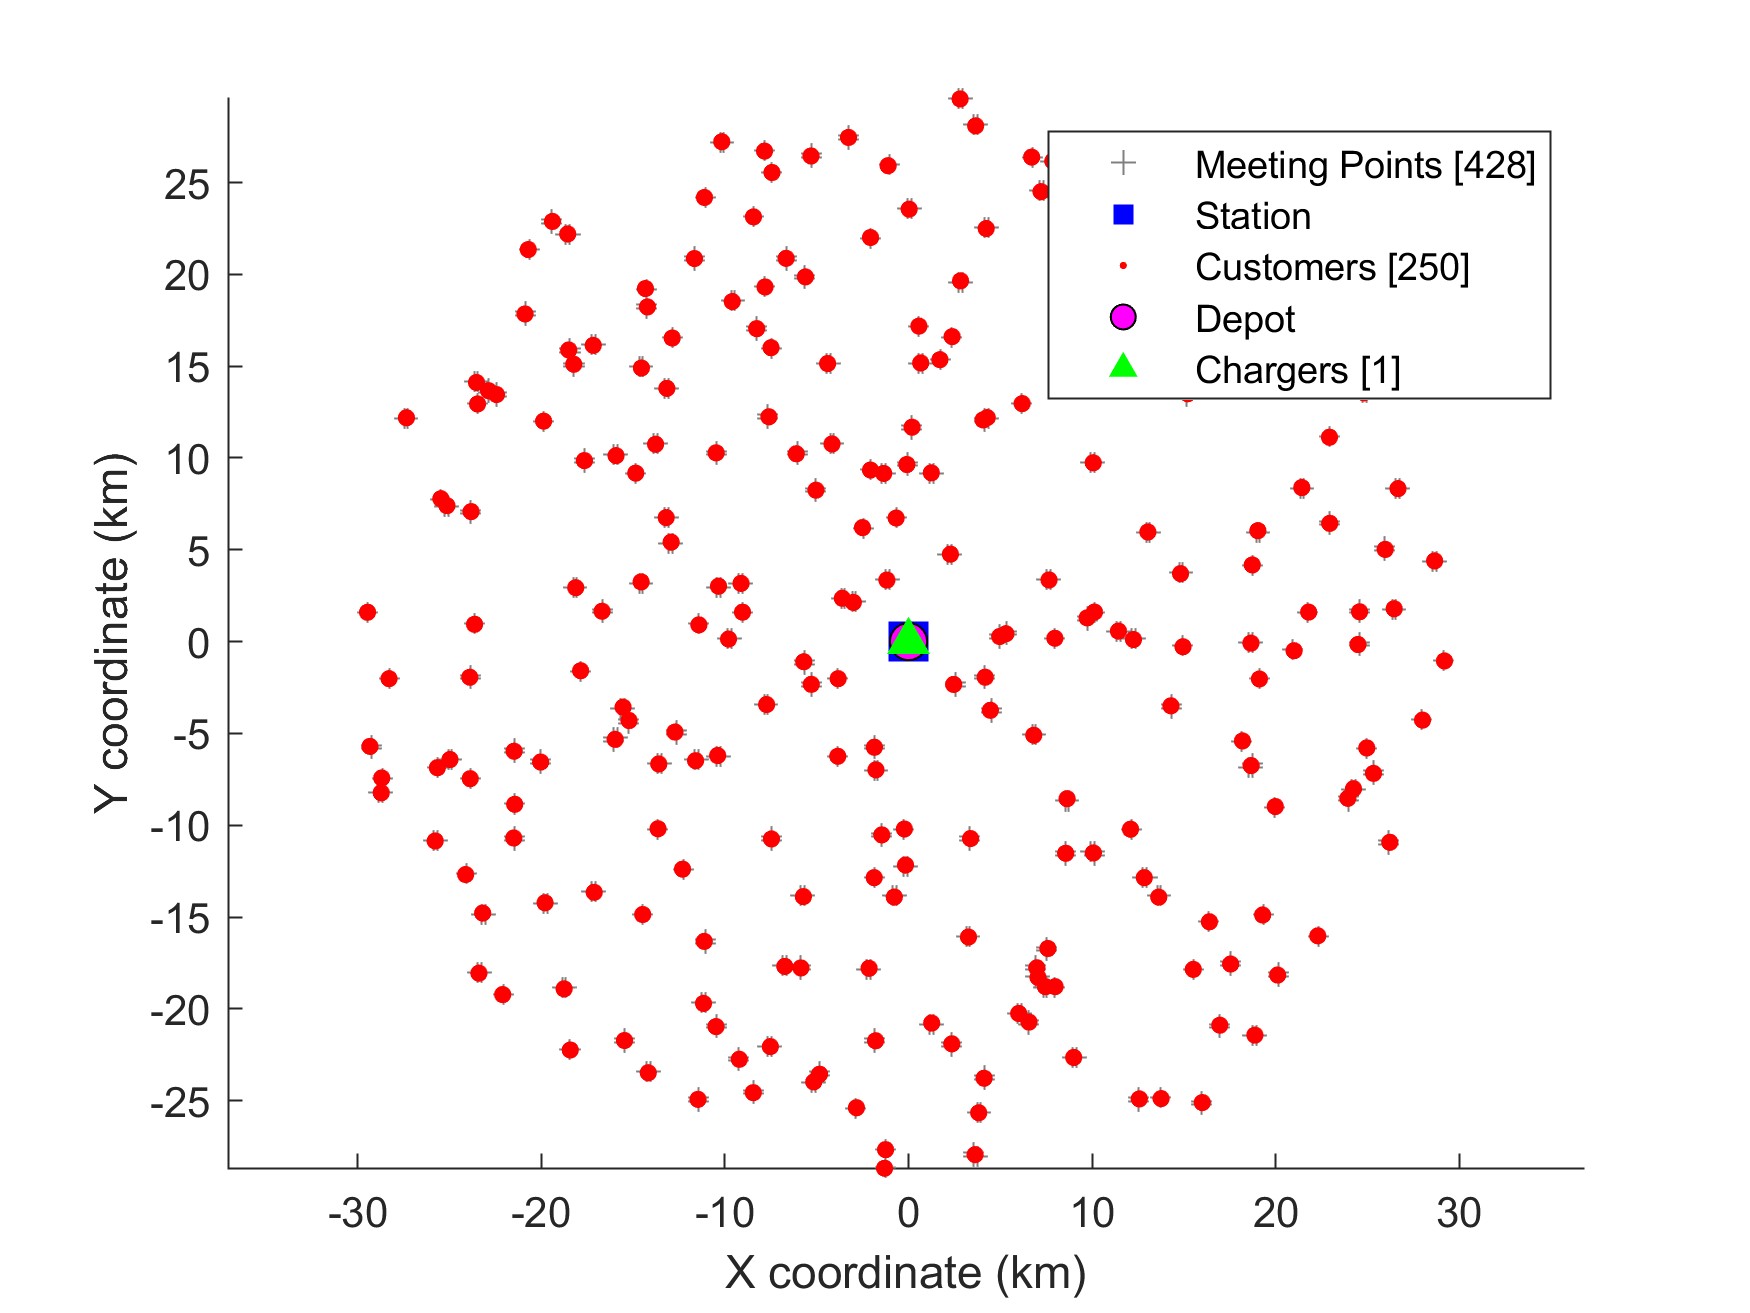 Meeting Points [428]
Station
Customers [250]
Depot
Chargers [1]
25
20
15
10
5
0
-5
-10
-15
-20
-25
Y coordinate (km)
-30 -20 -10 0 10 20 30
X coordinate (km)